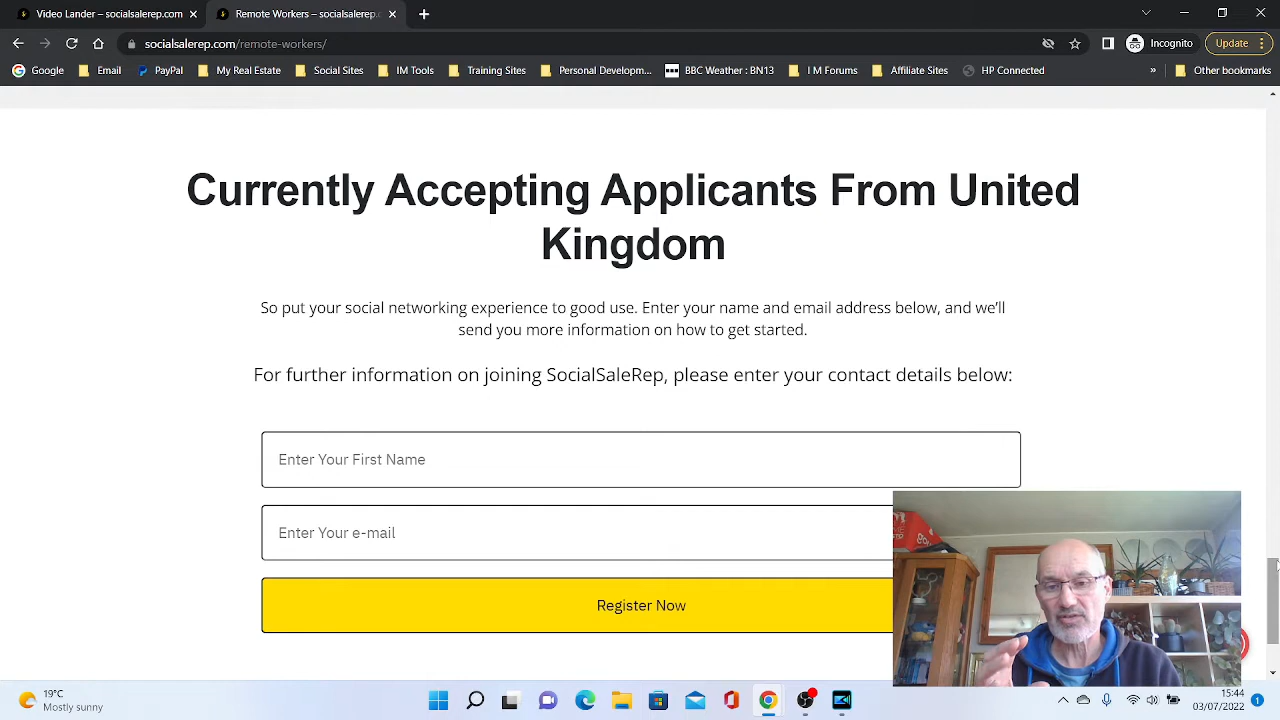 Video Lander – socialsalerep.com
Remote Workers – socialsalerep.c
socialsalerep.com/remote-workers/
Incognito
Update
Google
Email
PayPal
My Real Estate
Social Sites
IM Tools
Training Sites
Personal Developm...
BBC Weather : BN13
I M Forums
Affiliate Sites
HP Connected
»
Other bookmarks
Currently Accepting Applicants From United
Kingdom
So put your social networking experience to good use. Enter your name and email address below, and we’ll
send you more information on how to get started.
For further information on joining SocialSaleRep, please enter your contact details below:
Enter Your First Name
Enter Your e-mail
Register Now
19°C
Mostly sunny
15:44
03/07/2022
1